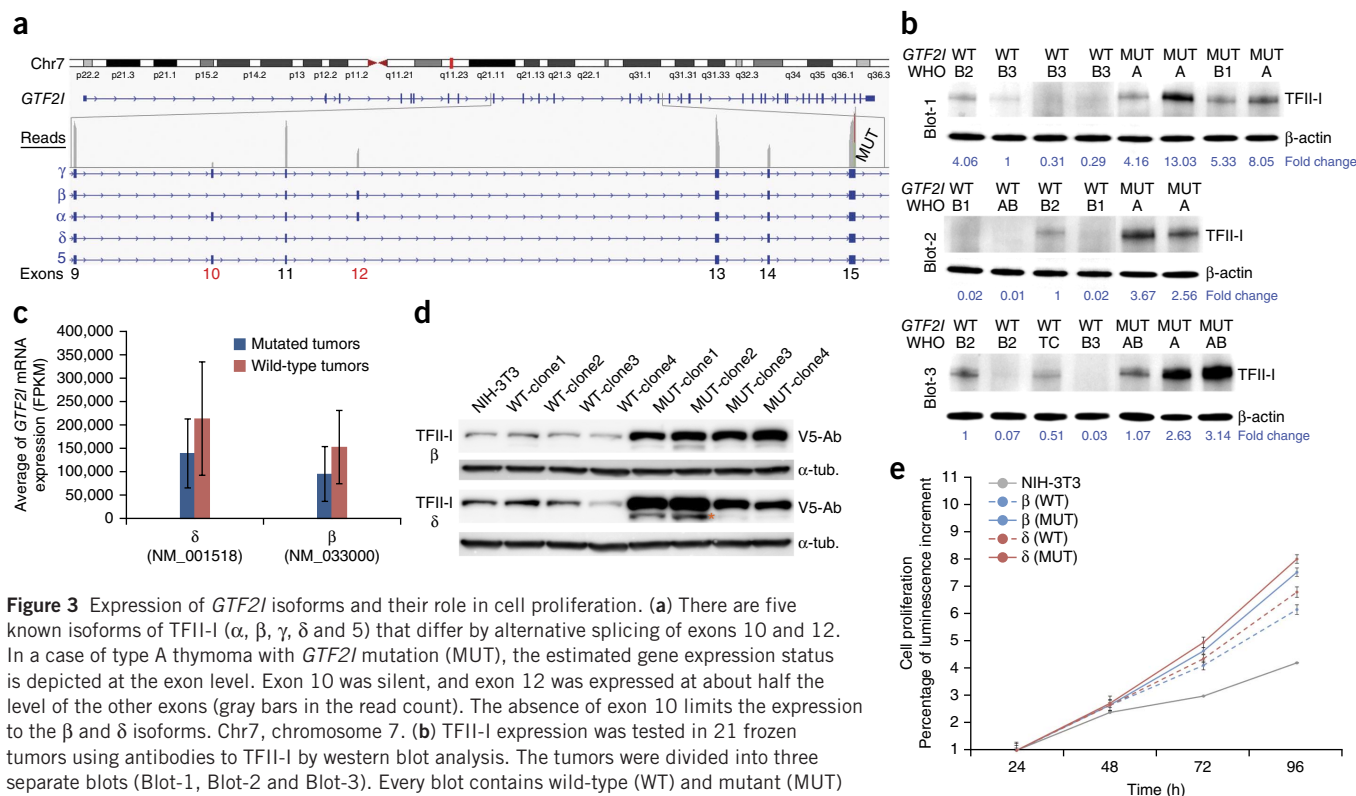 a
Chr7
p22.2 p21.3 p21.1 p15.2 p14.2 p13 p12.2 p11.2 q11.21 q11.23 q21.11 q21.13 q21.3 q22.1 q31.1 q31.31 q31.33 q32.3 q34 q35 q36.1 q36.3
GTF2I
Reads
MUT
γ
β
α
δ
5
Exons 9 10 11 12 13 14 15
b
GTF2I WT WT WT WT MUT MUT MUT MUT
WHO B2 B3 B3 B3 A A B1 A
Blot-1
TFII-I
β-actin
4.06 1 0.31 0.29 4.16 13.03 5.33 8.05 Fold change
GTF2I WT WT WT WT MUT MUT
WHO B1 AB B2 B1 A A
Blot-2
TFII-I
β-actin
0.02 0.01 1 0.02 3.67 2.56 Fold change
GTF2I WT WT WT WT MUT MUT MUT
WHO B2 B2 TC B3 AB A AB
Blot-3
TFII-I
β-actin
1 0.07 0.51 0.03 1.07 2.63 3.14 Fold change
c
Average of GTF2I mRNA
expression (FPKM)
400,000
350,000
300,000
250,000
200,000
150,000
100,000
50,000
0
Mutated tumors
Wild-type tumors
δ
(NM_001518)
β
(NM_033000)
d
NIH-3T3 WT-clone1 WT-clone2 WT-clone3 WT-clone4 MUT-clone1 MUT-clone2 MUT-clone3 MUT-clone4
TFII-I
β
V5-Ab
α-tub.
TFII-I
δ
*
V5-Ab
α-tub.
e
Cell proliferation
Percentage of luminescence increment
11
10
9
8
7
6
5
4
3
2
1
NIH-3T3
β (WT)
β (MUT)
δ (WT)
δ (MUT)
24 48 72 96
Time (h)
Figure 3 Expression of GTF2I isoforms and their role in cell proliferation. (a) There are five
known isoforms of TFII-I (α, β, γ, δ and 5) that differ by alternative splicing of exons 10 and 12.
In a case of type A thymoma with GTF2I mutation (MUT), the estimated gene expression status
is depicted at the exon level. Exon 10 was silent, and exon 12 was expressed at about half the
level of the other exons (gray bars in the read count). The absence of exon 10 limits the expression
to the β and δ isoforms. Chr7, chromosome 7. (b) TFII-I expression was tested in 21 frozen
tumors using antibodies to TFII-I by western blot analysis. The tumors were divided into three
separate blots (Blot-1, Blot-2 and Blot-3). Every blot contains wild-type (WT) and mutant (MUT)